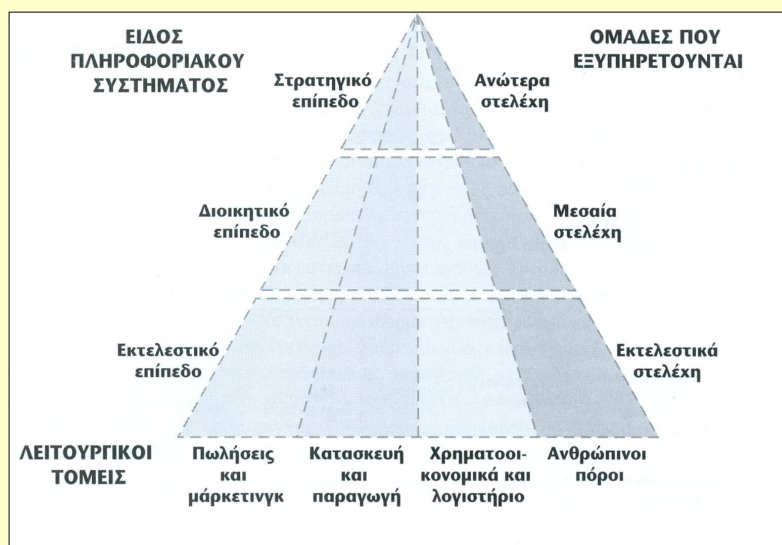 ΕΙΔΟΣ
ΠΛΗΡΟΦΟΡΙΑΚΟΥ
ΣΥΣΤΗΜΑΤΟΣ
ΟΜΑΔΕΣ ΠΟΥ
ΕΞΥΠΗΡΕΤΟΥΝΤΑΙ
Στρατηγικό
επίπεδο
Ανώτερα
στελέχη
Διοικητικό
επίπεδο
Μεσαία
στελέχη
Εκτελεστικό
επίπεδο
Εκτελεστικά
στελέχη
ΛΕΙΤΟΥΡΓΙΚΟΙ
ΤΟΜΕΙΣ
Πωλήσεις
και
μάρκετινγκ
Κατασκευή
και
παραγωγή
Χρηματοοι-
κονομικά και
λογιστήριο
Ανθρώπινοι
πόροι